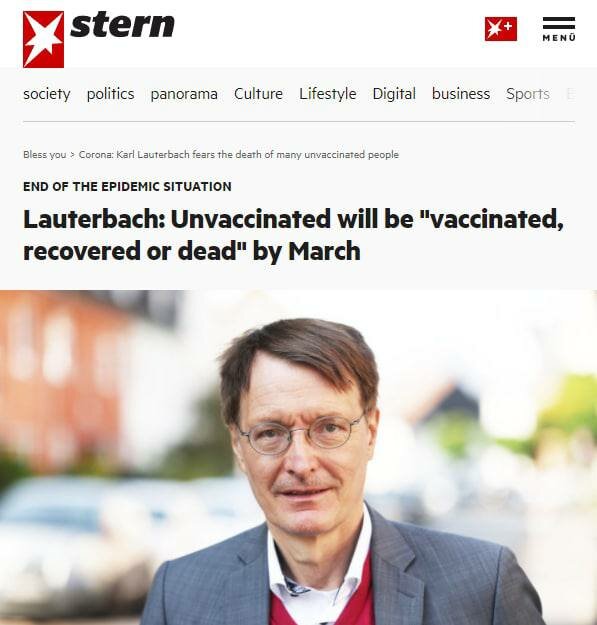 stern
MENÜ
society politics panorama Culture Lifestyle Digital business Sports
Bless you > Corona: Karl Lauterbach fears the death of many unvaccinated people
END OF THE EPIDEMIC SITUATION
Lauterbach: Unvaccinated will be "vaccinated,
recovered or dead" by March